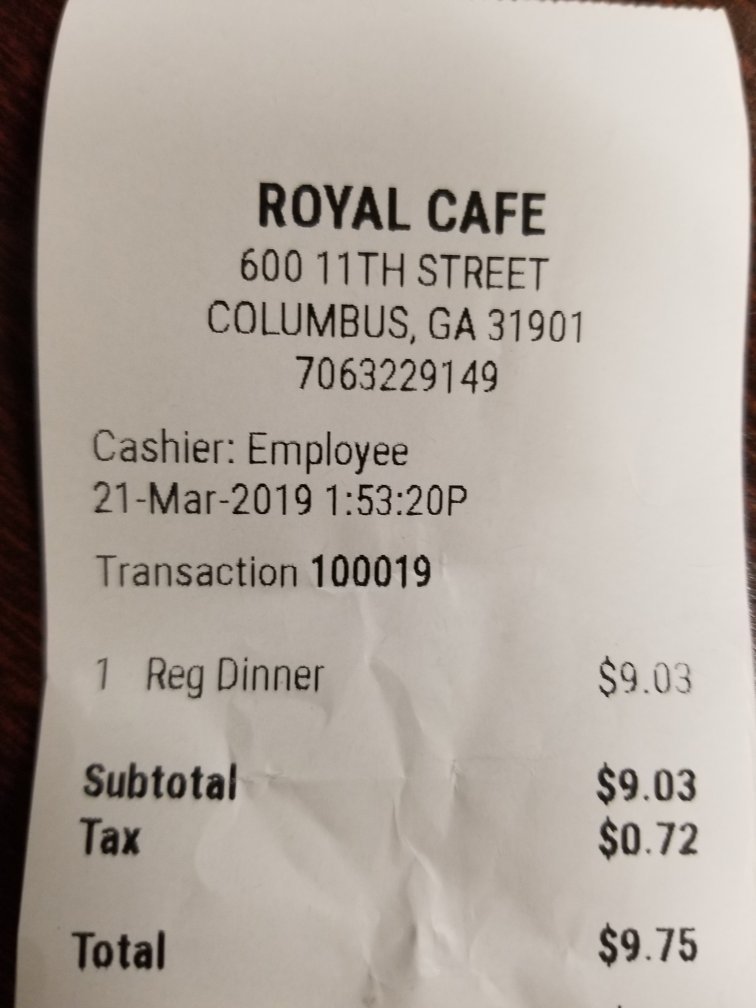 ROYAL CAFE
600 11TH STREET
COLUMBUS, GA 31901
7063229149
Cashier: Employee
21-Mar-2019 1:53:20P
Transaction 100019
1 Reg Dinner $9.03
Subtotal $9.03
Tax $0.72
Total $9.75